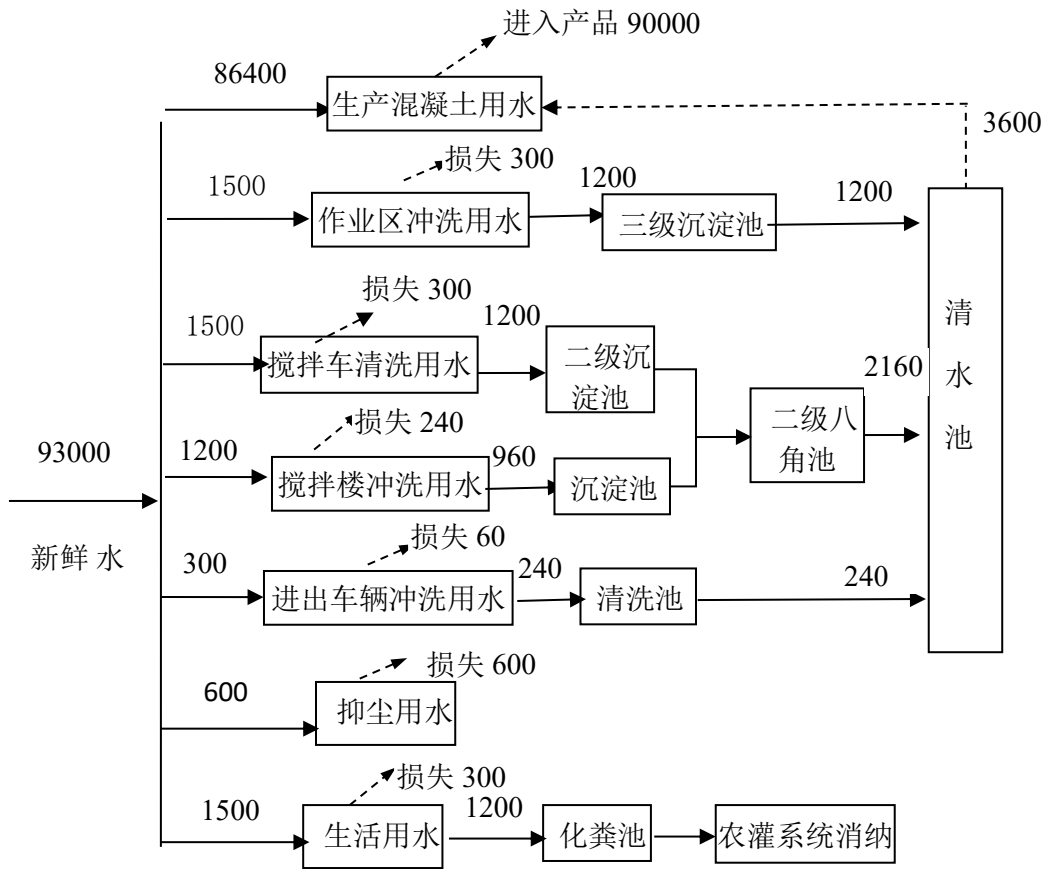 进入产品 90000
86400
生产混凝土用水
3600
损失 300
1500
1200
1200
作业区冲洗用水
三级沉淀池
损失 300
1500
1200
搅拌车清洗用水
二级沉
淀池
清
水
池
2160
二级八
角池
损失 240
93000
1200
960
搅拌楼冲洗用水
沉淀池
新鲜 水
损失 60
300
240
240
进出车辆冲洗用水
清洗池
损失 600
600
抑尘用水
损失 300
1500
1200
生活用水
化粪池
农灌系统消纳